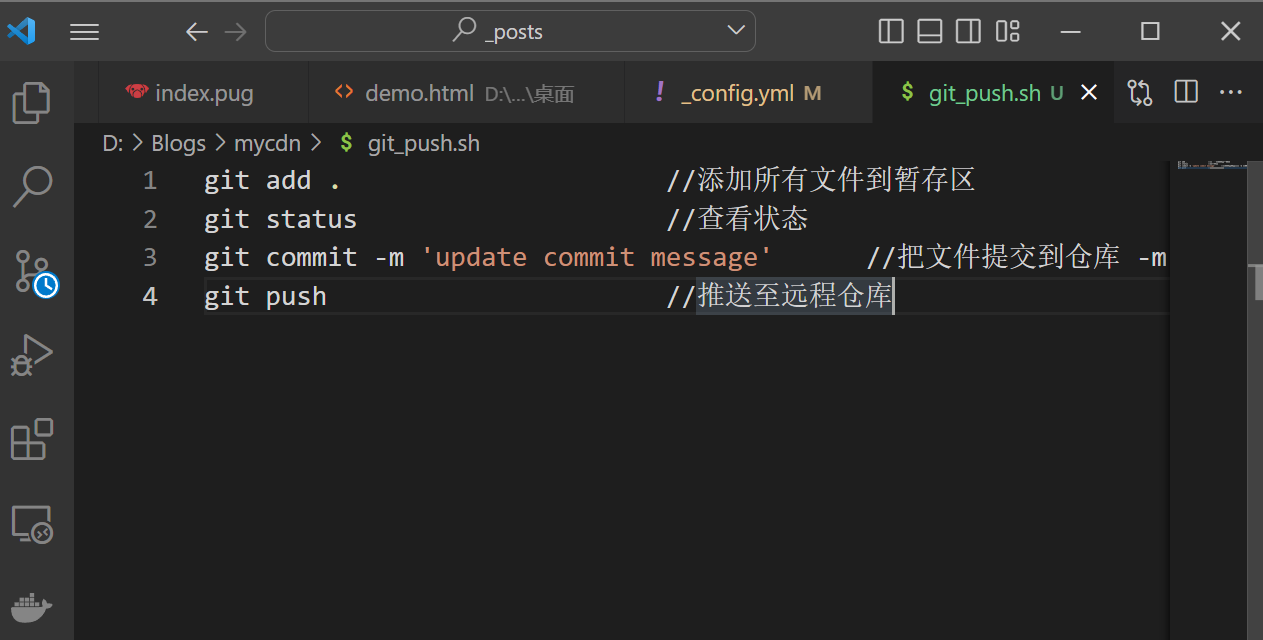 _posts
index.pug
demo.html D:\...\桌面
! _config.yml M
$ git_push.sh U
D: > Blogs > mycdn > $ git_push.sh
1 git add . //添加所有文件到暂存区
2 git status //查看状态
3 git commit -m 'update commit message' //把文件提交到仓库 -m
4 git push //推送至远程仓库